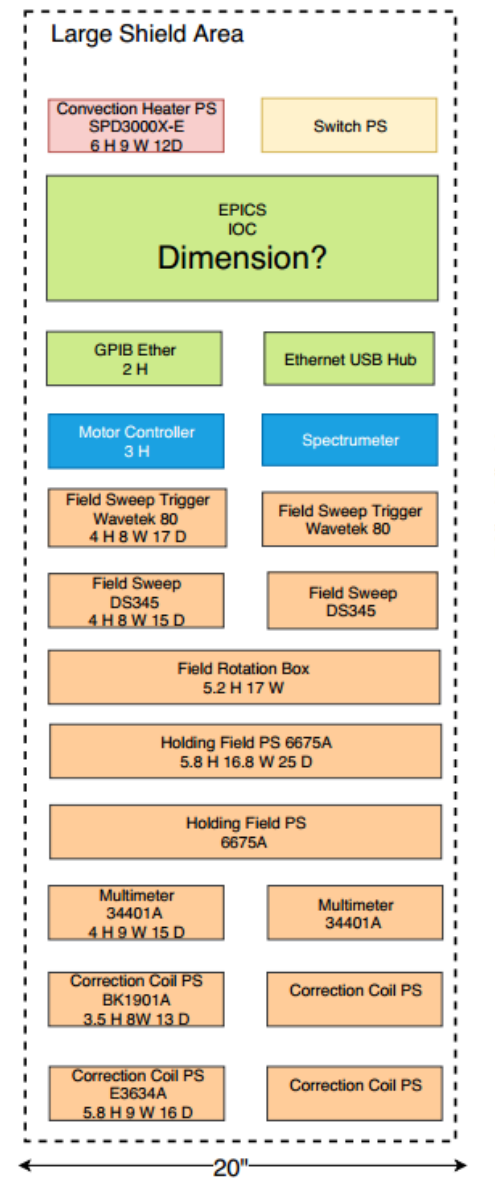 Large Shield Area
Convection Heater PS
SPD3000X-E
6 H 9 W 12D
Switch PS
EPICS
IOC
Dimension?
GPIB Ether
2 H
Ethernet USB Hub
Motor Controller
3 H
Spectrumeter
Field Sweep Trigger
Wavetek 80
4 H 8 W 17 D
Field Sweep Trigger
Wavetek 80
Field Sweep
DS345
4 H 8 W 15 D
Field Sweep
DS345
Field Rotation Box
5.2 H 17 W
Holding Field PS 6675A
5.8 H 16.8 W 25 D
Holding Field PS
6675A
Multimeter
34401A
4 H 9 W 15 D
Multimeter
34401A
Correction Coil PS
BK1901A
3.5 H 8W 13 D
Correction Coil PS
Correction Coil PS
E3634A
5.8 H 9 W 16 D
Correction Coil PS
20"